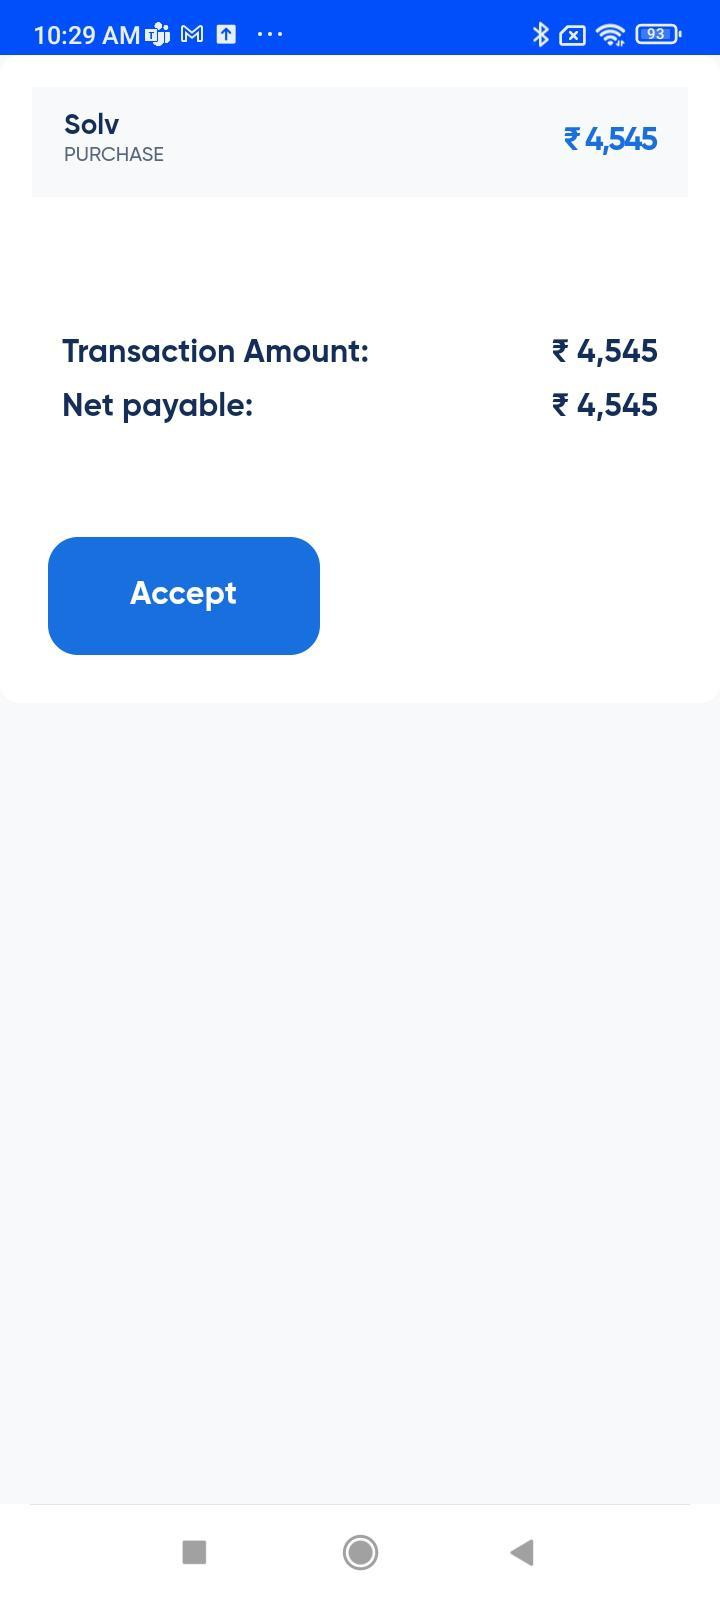 10:29 AM
93
Solv
PURCHASE
₹ 4,545
Transaction Amount: ₹ 4,545
Net payable: ₹ 4,545
Accept